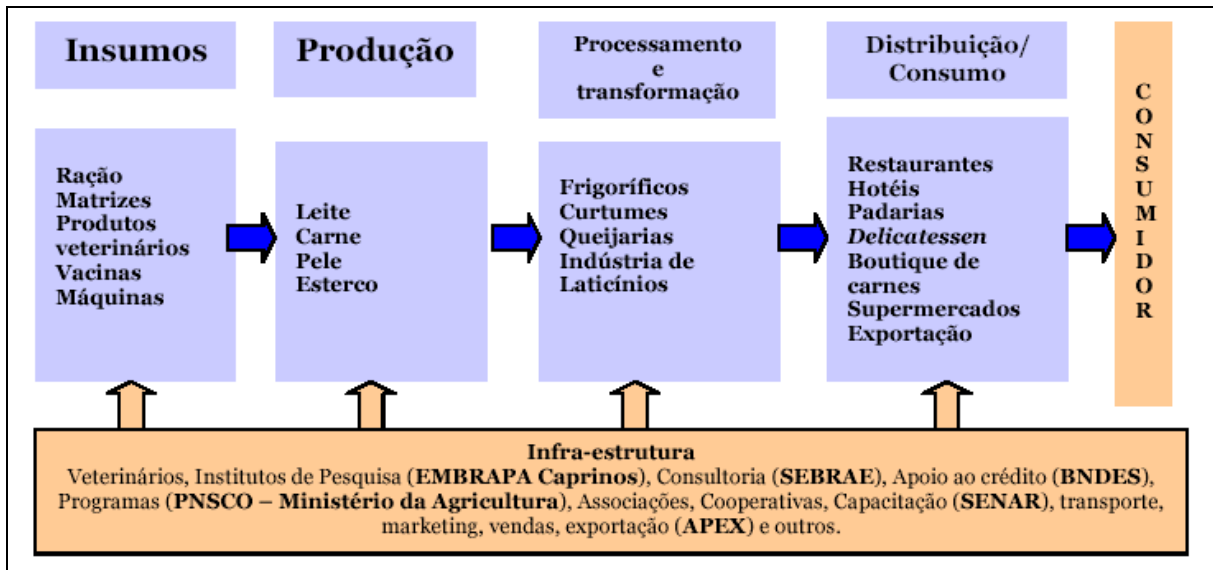 Insumos
Produção
Processamento
e
transformação
Distribuição/
Consumo
Ração
Matrizes
Produtos
veterinários
Vacinas
Máquinas
Leite
Carne
Pele
Esterco
Frigoríficos
Curtumes
Queijarias
Indústria de
Laticínios
Restaurantes
Hotéis
Padarias
Delicatessen
Boutique de
carnes
Supermercados
Exportação
C
O
N
S
U
M
I
D
O
R
Infra-estrutura
Veterinários, Institutos de Pesquisa (EMBRAPA Caprinos), Consultoria (SEBRAE), Apoio ao crédito (BNDES),
Programas (PNSCO – Ministério da Agricultura), Associações, Cooperativas, Capacitação (SENAR), transporte,
marketing, vendas, exportação (APEX) e outros.